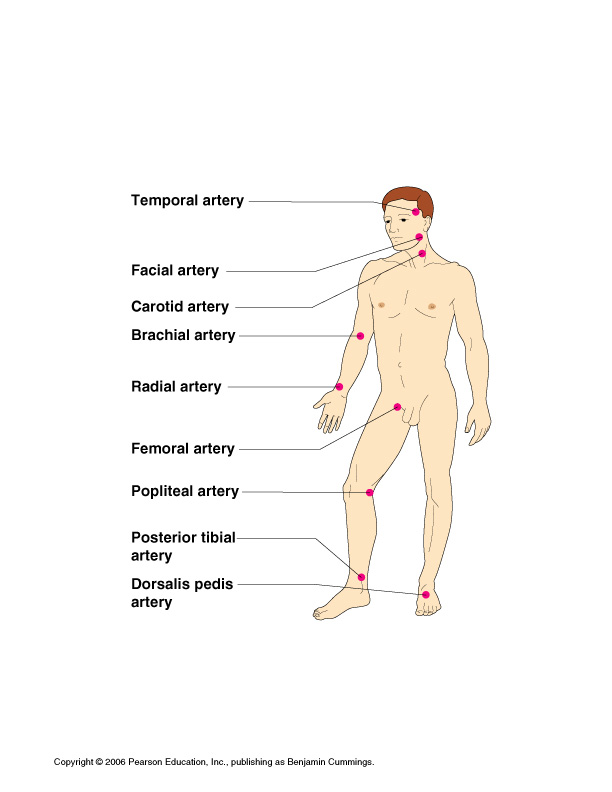 Temporal artery
Facial artery
Carotid artery
Brachial artery
Radial artery
Femoral artery
Popliteal artery
Posterior tibial
artery
Dorsalis pedis
artery
Copyright © 2006 Pearson Education, Inc., publishing as Benjamin Cummings.